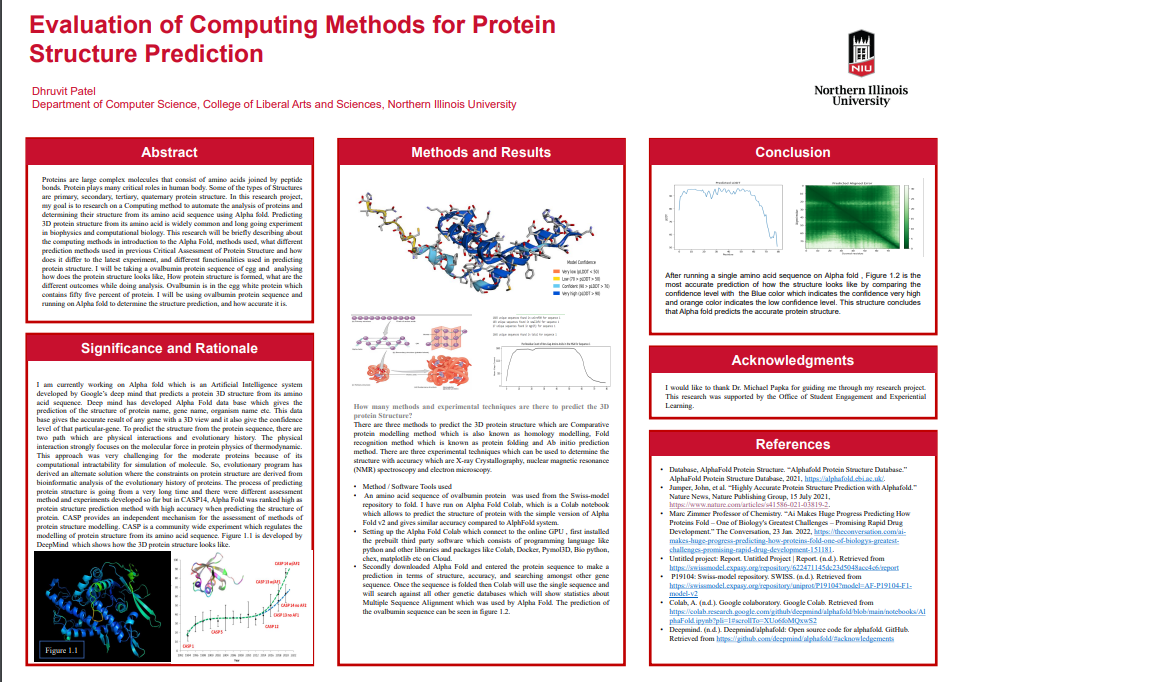 Evaluation of Computing Methods for Protein
Structure Prediction
Dhruvit Patel
Department of Computer Science, College of Liberal Arts and Sciences, Northern Illinois University
NIU
Northern Illinois
University
Abstract
Proteins are large complex molecules that consist of amino acids joined by peptide
bonds. Protein plays many critical roles in human body. Some of the types of Structures
are primary, secondary, tertiary, quaternary protein structure. In this research project,
my goal is to research on a Computing method to automate the analysis of proteins and
determining their structure from its amino acid sequence using Alpha fold. Predicting
3D protein structure from its amino acid is widely common and long going experiment
in biophysics and computational biology. This research will be briefly describing about
the computing methods in introduction to the Alpha Fold, methods used, what different
prediction methods used in previous Critical Assessment of Protein Structure and how
does it differ to the latest experiment, and different functionalities used in predicting
protein structure. I will be taking a ovalbumin protein sequence of egg and analysing
how does the protein structure looks like, How protein structure is formed, what are the
different outcomes while doing analysis. Ovalbumin is in the egg white protein which
contains fifty five percent of protein. I will be using ovalbumin protein sequence and
running on Alpha fold to determine the structure prediction, and how accurate it is.
Significance and Rationale
I am currently working on Alpha fold which is an Artificial Intelligence system
developed by Google's deep mind that predicts a protein 3D structure from its amino
acid sequence. Deep mind has developed Alpha Fold data base which gives the
prediction of the structure of protein name, gene name, organism name etc. This data
base gives the accurate result of any gene with a 3D view and it also give the confidence
level of that particular-gene. To predict the structure from the protein sequence, there are
two path which are physical interactions and evolutionary history. The physical
interaction strongly focuses on the molecular force in protein physics of thermodynamic.
This approach was very challenging for the moderate proteins because of its
computational intractability for simulation of molecule. So, evolutionary program has
derived an alternate solution where the constraints on protein structure are derived from
bioinformatic analysis of the evolutionary history of proteins. The process of predicting
protein structure is going from a very long time and there were different assessment
method and experiments developed so far but in CASP14, Alpha Fold was ranked high as
protein structure prediction method with high accuracy when predicting the structure of
protein. CASP provides an independent mechanism for the assessment of methods of
protein structure modelling. CASP is a community wide experiment which regulates the
modelling of protein structure from its amino acid sequence. Figure 1.1 is developed by
DeepMind which shows how the 3D protein structure looks like.
Figure 1.1
CASP 14 w/AF2
CASP 13 w/AF1
CASP 14 no AF2
CASP 13 no AF1
CASP 12
CASP 5
CASP 1
Methods and Results
Model Confidence
Very low (pLDDT < 50)
Low (70 > pLDDT > 50)
Confident (90 > pLDDT > 70)
Very high (pLDDT > 90)
How many methods and experimental techniques are there to predict the 3D
protein Structure?
There are three methods to predict the 3D protein structure which are Comparative
protein modelling method which is also known as homology modelling, Fold
recognition method which is known as protein folding and Ab initio prediction
method. There are three experimental techniques which can be used to determine the
structure with accuracy which are X-ray Crystallography, nuclear magnetic resonance
(NMR) spectroscopy and electron microscopy.
• Method / Software Tools used
• An amino acid sequence of ovalbumin protein was used from the Swiss-model
repository to fold. I have run on Alpha Fold Colab, which is a Colab notebook
which allows to predict the structure of protein with the simple version of Alpha
Fold v2 and gives similar accuracy compared to AlphFold system.
• Setting up the Alpha Fold Colab which connect to the online GPU , first installed
the prebuilt third party software which consists of programming language like
python and other libraries and packages like Colab, Docker, Pymol3D, Bio python,
chex, matplotlib etc on Cloud.
• Secondly downloaded Alpha Fold and entered the protein sequence to make a
prediction in terms of structure, accuracy, and searching amongst other gene
sequence. Once the sequence is folded then Colab will use the single sequence and
will search against all other genetic databases which will show statistics about
Multiple Sequence Alignment which was used by Alpha Fold. The prediction of
the ovalbumin sequence can be seen in figure 1.2.
Conclusion
After running a single amino acid sequence on Alpha fold , Figure 1.2 is the
most accurate prediction of how the structure looks like by comparing the
confidence level with the Blue color which indicates the confidence very high
and orange color indicates the low confidence level. This structure concludes
that Alpha fold predicts the accurate protein structure.
Acknowledgments
I would like to thank Dr. Michael Papka for guiding me through my research project.
This research was supported by the Office of Student Engagement and Experiential
Learning.
References
• Database, AlphaFold Protein Structure. "Alphafold Protein Structure Database."
AlphaFold Protein Structure Database, 2021, https://alphafold.ebi.ac.uk/.
• Jumper, John, et al. "Highly Accurate Protein Structure Prediction with Alphafold."
Nature News, Nature Publishing Group, 15 July 2021,
https://www.nature.com/articles/s41586-021-03819-2.
• Marc Zimmer Professor of Chemistry. "Ai Makes Huge Progress Predicting How
Proteins Fold – One of Biology's Greatest Challenges – Promising Rapid Drug
Development." The Conversation, 23 Jan. 2022, https://theconversation.com/ai-
makes-huge-progress-predicting-how-proteins-fold-one-of-biologys-greatest-
challenges-promising-rapid-drug-development-151181.
• Untitled project: Report. Untitled Project | Report. (n.d.). Retrieved from
https://swissmodel.expasy.org/repository/622471145dc23d5048ace4c6/report
• P19104: Swiss-model repository. SWISS. (n.d.). Retrieved from
https://swissmodel.expasy.org/repository/uniprot/P19104?model=AF-P19104-F1-
model-v2
• Colab, A. (n.d.). Google colaboratory. Google Colab. Retrieved from
https://colab.research.google.com/github/deepmind/alphafold/blob/main/notebooks/Al
phaFold.ipynb?pli=1#scrollTo=XUo6foMQxwS2
• Deepmind. (n.d.). Deepmind/alphafold: Open source code for alphafold. GitHub.
Retrieved from https://github.com/deepmind/alphafold/#acknowledgements